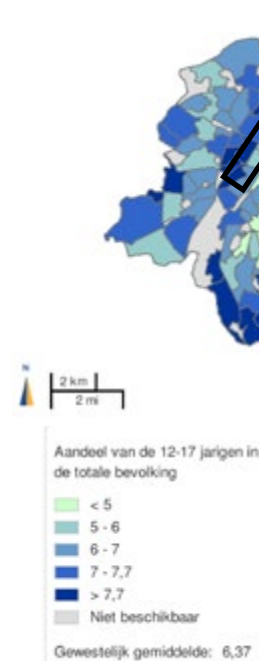 N
2 km
2 mi
Aandeel van de 12-17 jarigen in
de totale bevolking
< 5
5 - 6
6 - 7
7 - 7,7
> 7,7
Niet beschikbaar
Gewestelijk gemiddelde: 6,37